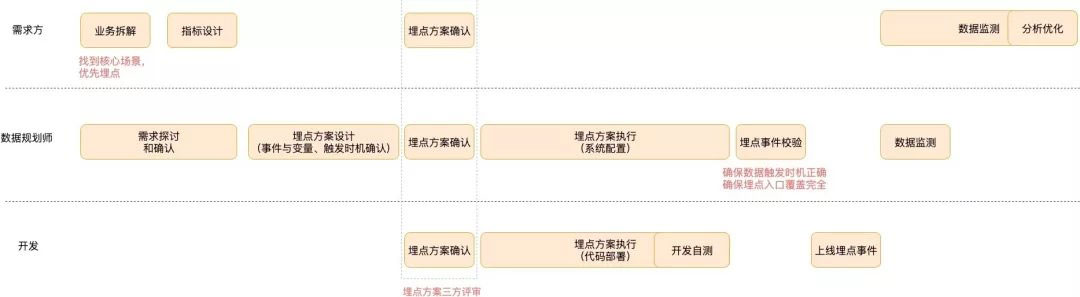 需求方
业务拆解
指标设计
埋点方案确认
数据监测
分析优化
找到核心场景，
优先埋点
数据规划师
需求探讨
和确认
埋点方案设计
（事件与变量、触发时机确认）
埋点方案确认
埋点方案执行
（系统配置）
埋点事件校验
数据监测
确保数据触发时机正确
确保埋点入口覆盖完全
开发
埋点方案确认
埋点方案执行
（代码部署）
开发自测
上线埋点事件
埋点方案三方评审